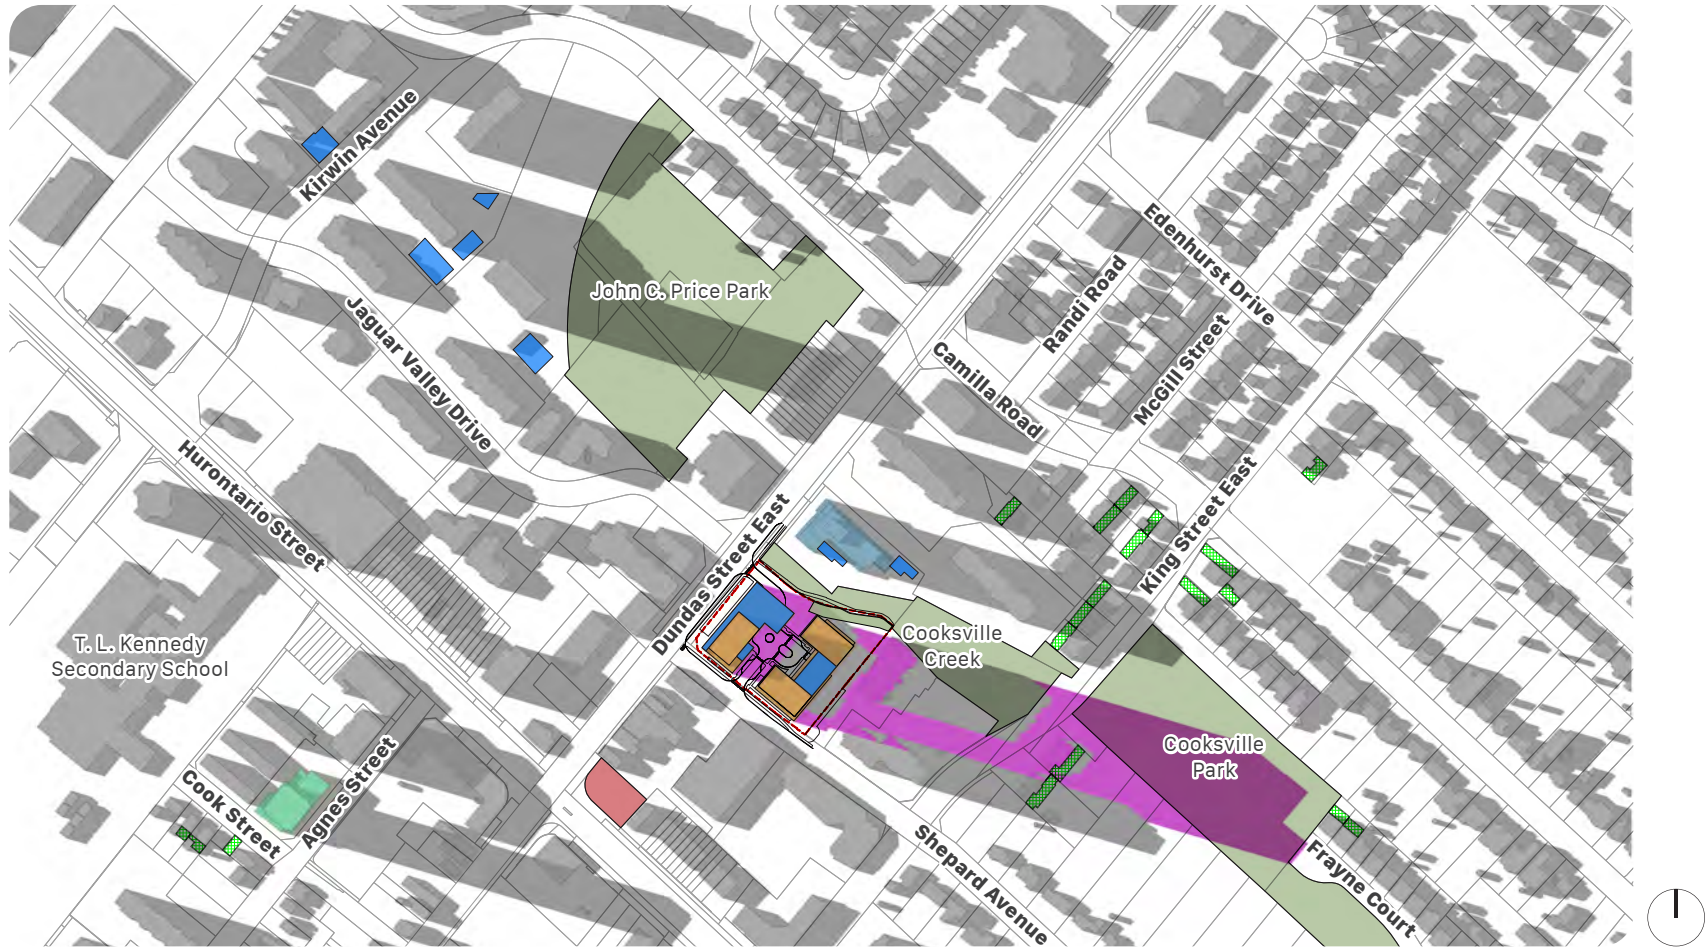 Kirwin Avenue
Edenhurst Drive
John C. Price Park
Randi Road
Jaguar Valley Drive
McGill Street
Camilla Road
Hurontario Street
King Street East
Dundas Street East
T. L. Kennedy
Secondary School
Cooksville
Creek
Cooksville
Park
Cook Street
Agnes Street
Shepard Avenue
Frayne Court